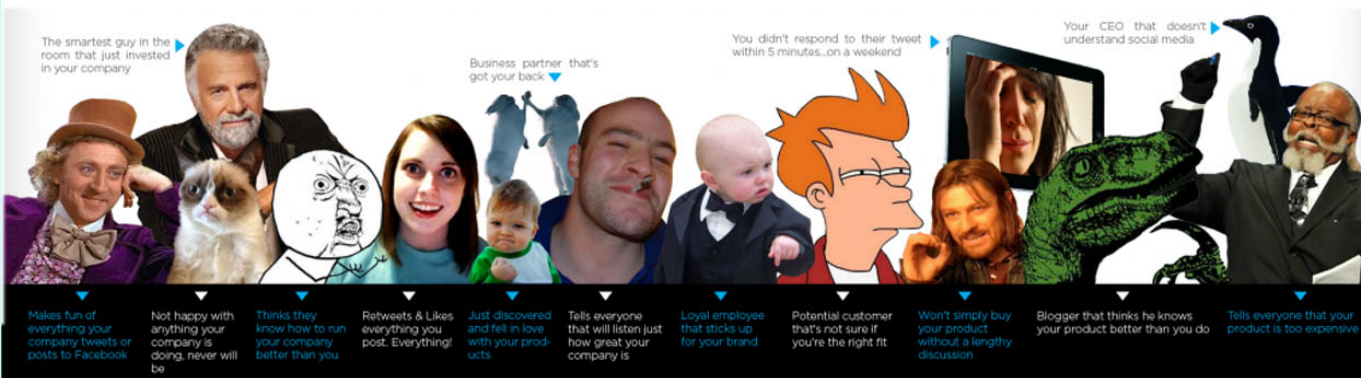 The smartest guy in the
room that just invested
in your company
Business partner that's
got your back
You didn't respond to their tweet
within 5 minutes...on a weekend
Your CEO that doesn't
understand social media
Makes fun of
everything your
company tweets or
posts to Facebook
Not happy with
anything your
company is
doing, never will
be
Thinks they
know how to run
your company
better than you
Retweets & Likes
everything you
post. Everything!
Just discovered
and fell in love
with your prod-
ucts
Tells everyone
that will listen just
how great your
company is
Loyal employee
that sticks up
for your brand
Potential customer
that's not sure if
you're the right fit
Won't simply buy
your product
without a lengthy
discussion
Blogger that thinks he knows
your product better than you do
Tells everyone that your
product is too expensive